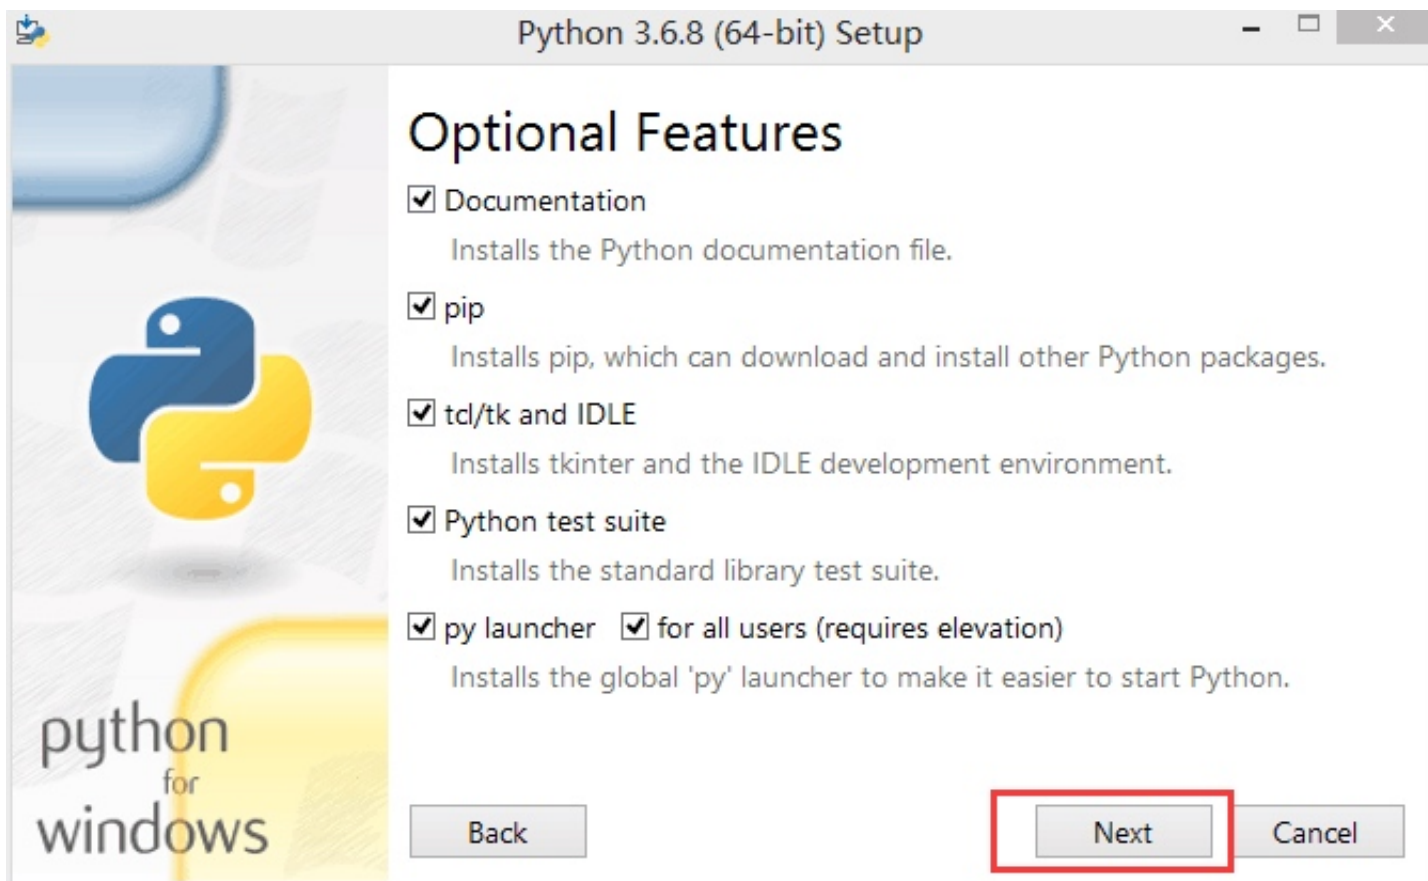 Python 3.6.8 (64-bit) Setup
Optional Features
Documentation
Installs the Python documentation file.
pip
Installs pip, which can download and install other Python packages.
tcl/tk and IDLE
Installs tkinter and the IDLE development environment.
Python test suite
Installs the standard library test suite.
py launcher for all users (requires elevation)
Installs the global 'py' launcher to make it easier to start Python.
python
for
windows
Back Next Cancel